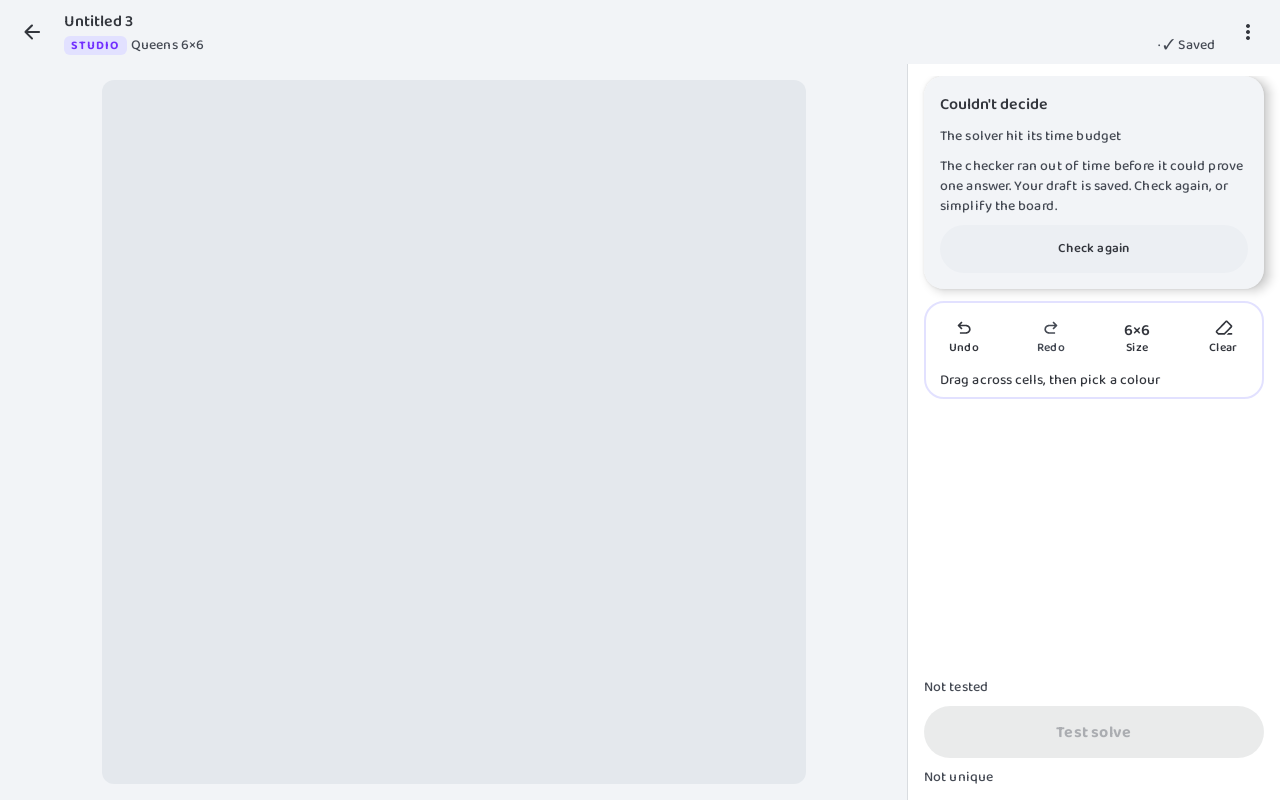 Untitled 3
STUDIO Queens 6×6
· ✓ Saved
Couldn't decide
The solver hit its time budget
The checker ran out of time before it could prove
one answer. Your draft is saved. Check again, or
simplify the board.
Check again
Undo
Redo
6×6
Size
Clear
Drag across cells, then pick a colour
Not tested
Test solve
Not unique